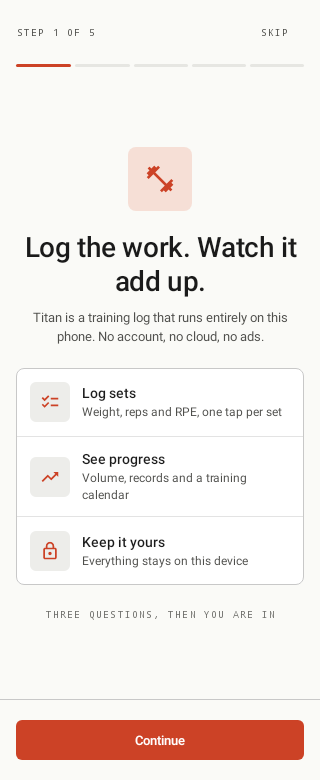 STEP 1 OF 5
SKIP
Log the work. Watch it
add up.
Titan is a training log that runs entirely on this
phone. No account, no cloud, no ads.
Log sets
Weight, reps and RPE, one tap per set
See progress
Volume, records and a training
calendar
Keep it yours
Everything stays on this device
THREE QUESTIONS, THEN YOU ARE IN
Continue